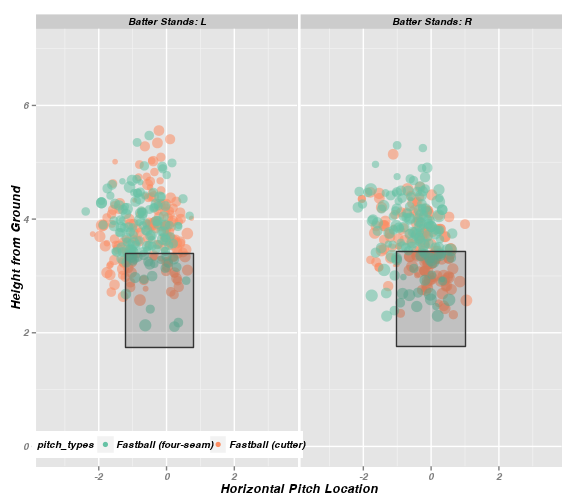 Batter Stands: L
Batter Stands: R
Height from Ground
6
4
2
0
pitch_types Fastball (four-seam) Fastball (cutter)
-2 0 2 -2 0 2
Horizontal Pitch Location